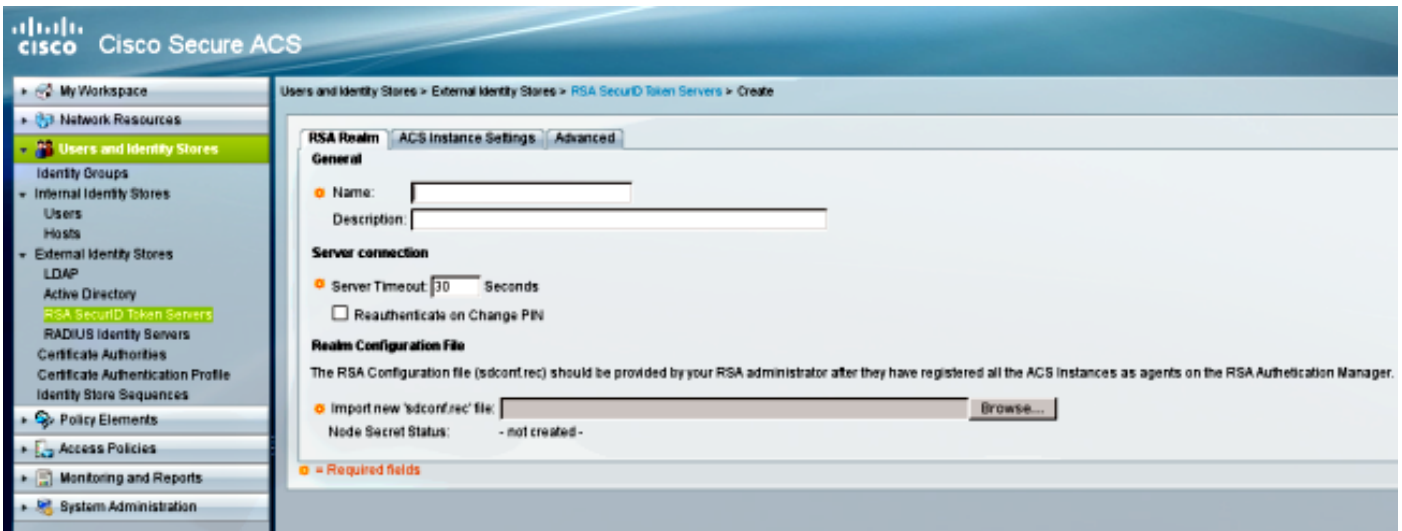 cisco Cisco Secure ACS
My Workspace
Network Resources
Users and Identity Stores
Identity Groups
Internal Identity Stores
Users
Hosts
External Identity Stores
LDAP
Active Directory
RSA SecurID Token Servers
RADIUS Identity Servers
Certificate Authorities
Certificate Authentication Profile
Identity Store Sequences
Policy Elements
Access Policies
Monitoring and Reports
System Administration
Users and Identity Stores > External Identity Stores > RSA SecurID Token Servers > Create
RSA Realm ACS Instance Settings Advanced
General
Name:
Description:
Server connection
Server Timeout: 30 Seconds
Reauthenticate on Change PIN
Realm Configuration File
The RSA Configuration file (sdconf.rec) should be provided by your RSA administrator after they have registered all the ACS Instances as agents on the RSA Authetication Manager.
Import new 'sdconf.rec' file: Browse...
Node Secret Status: - not created -
= Required fields